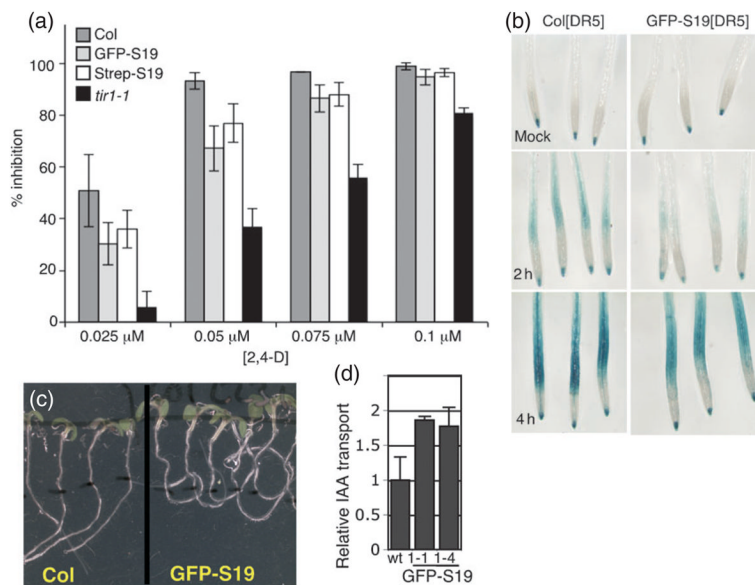 (a)
Col
GFP-S19
Strep-S19
tir1-1
% inhibition
100
80
60
40
20
0
0.025 μM
0.05 μM
0.075 μM
0.1 μM
[2,4-D]
(b)
Col[DR5]
GFP-S19[DR5]
Mock
2 h
4 h
(c)
Col
GFP-S19
(d)
Relative IAA transport
2
1.5
1
0.5
0
wt
1-1
1-4
GFP-S19